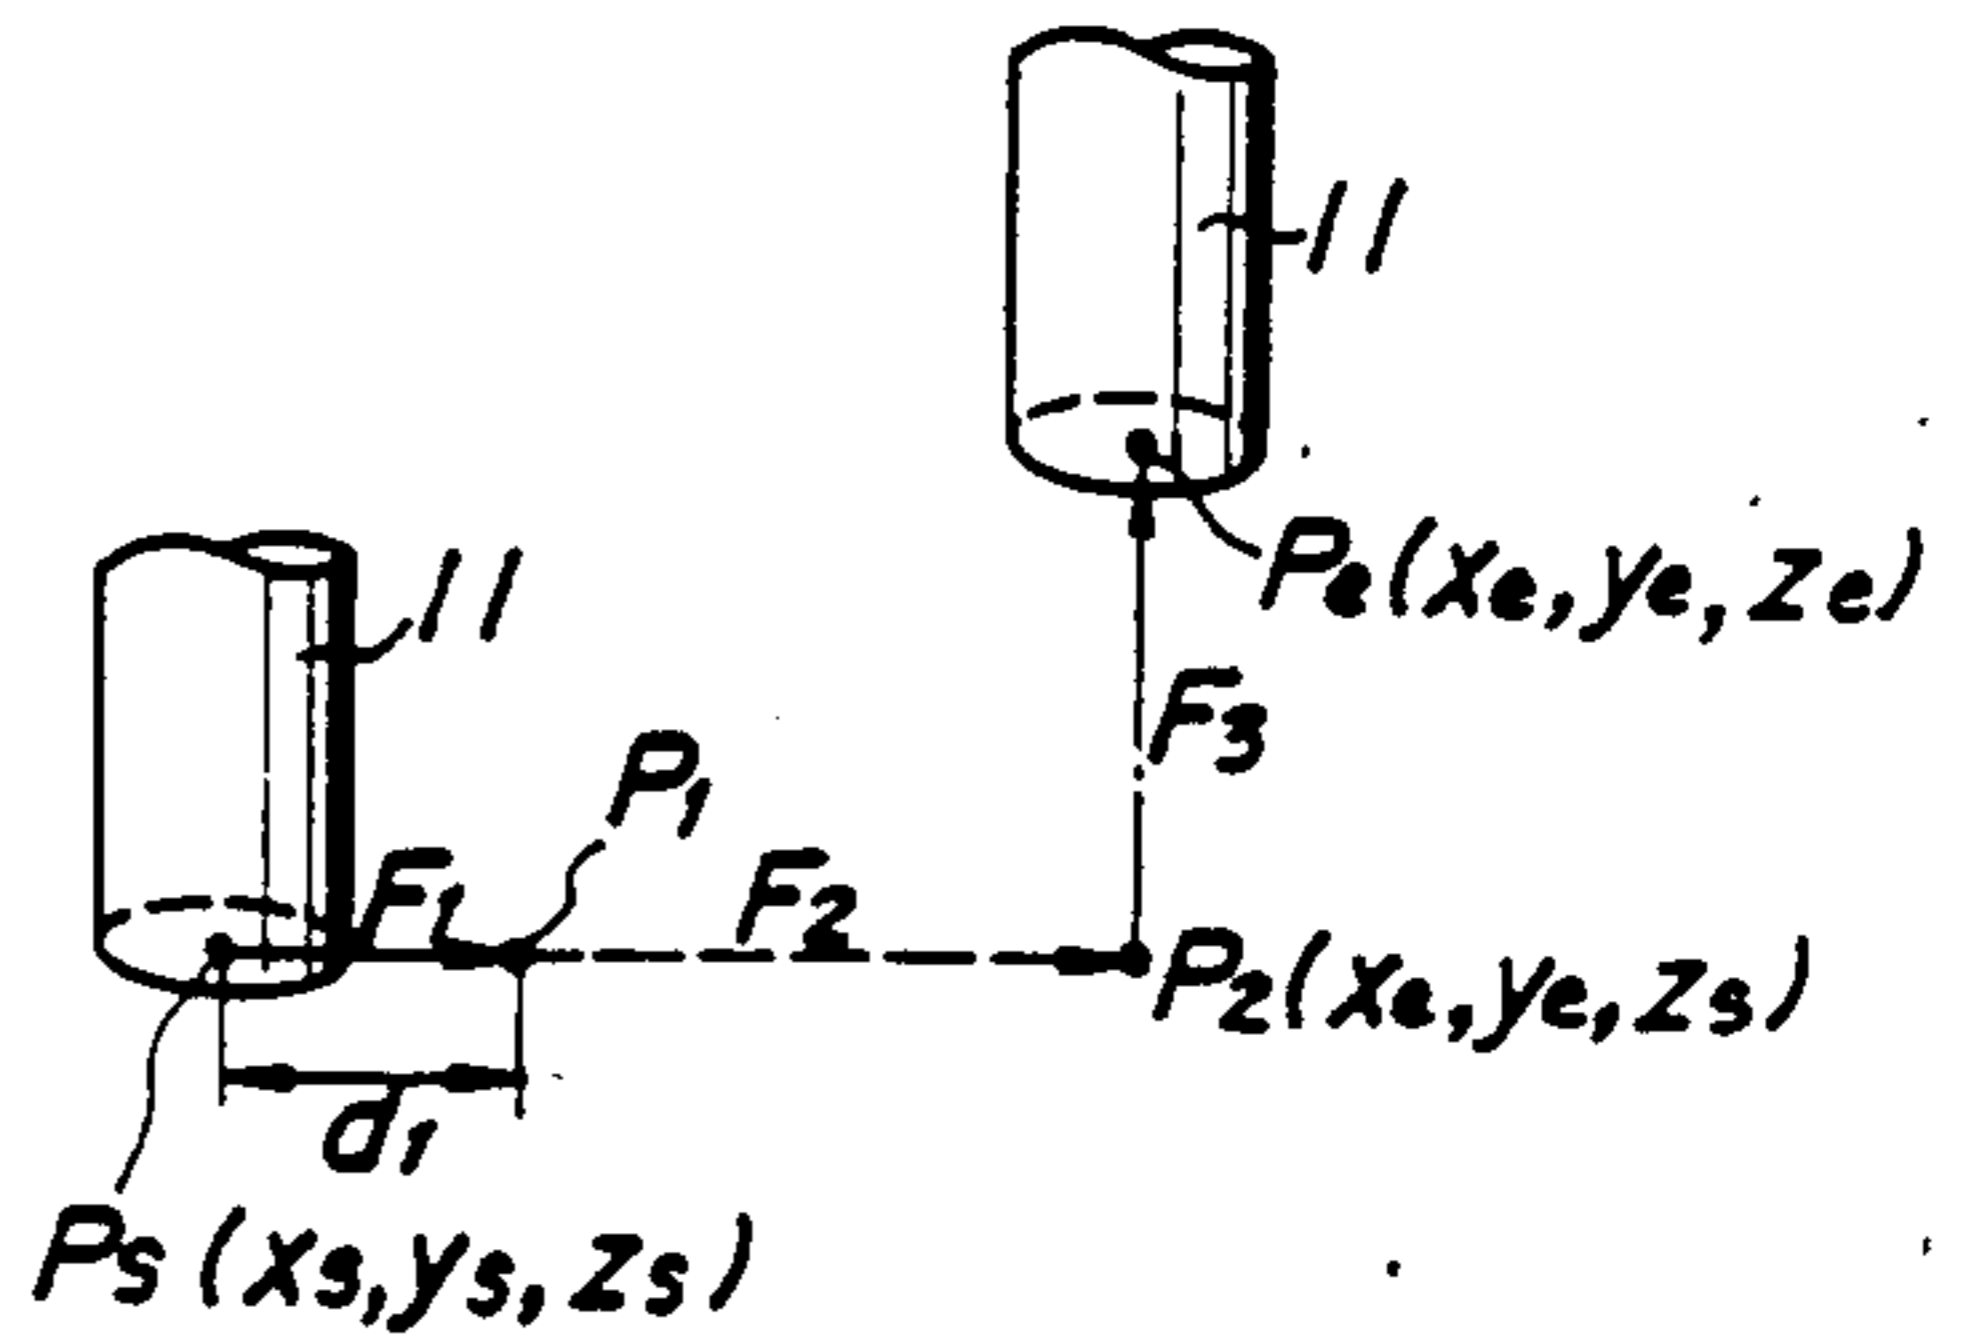 11
Pe(xe,ye,ze)
11
F3
P1
F1
F2
P2(xe,ye,zs)
d1
Ps(xs,ys,zs)